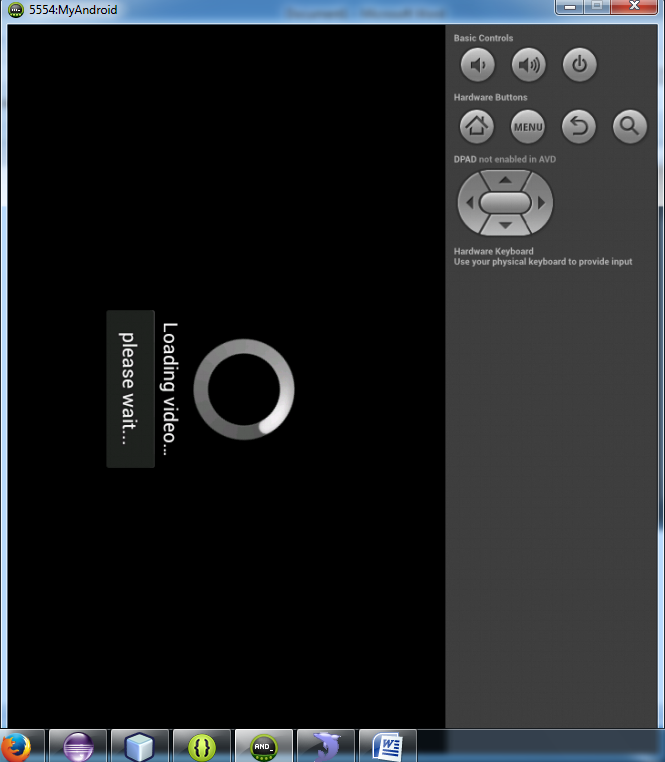 5554:MyAndroid
Basic Controls
Hardware Buttons
MENU
DPAD not enabled in AVD
Hardware Keyboard
Use your physical keyboard to provide input
Loading video...
please wait...
{}
AND_
W